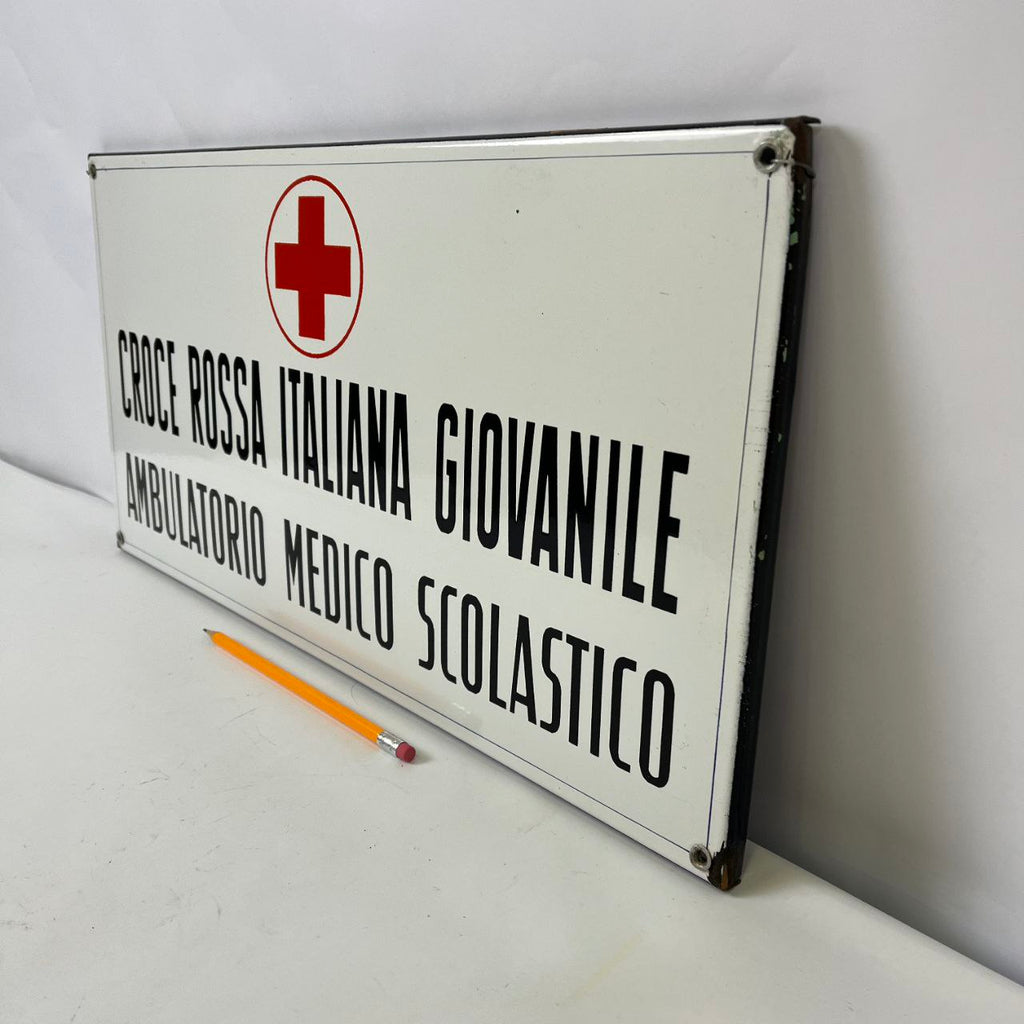 CROCE ROSSA ITALIANA GIOVANILE
AMBULATORIO MEDICO SCOLASTICO